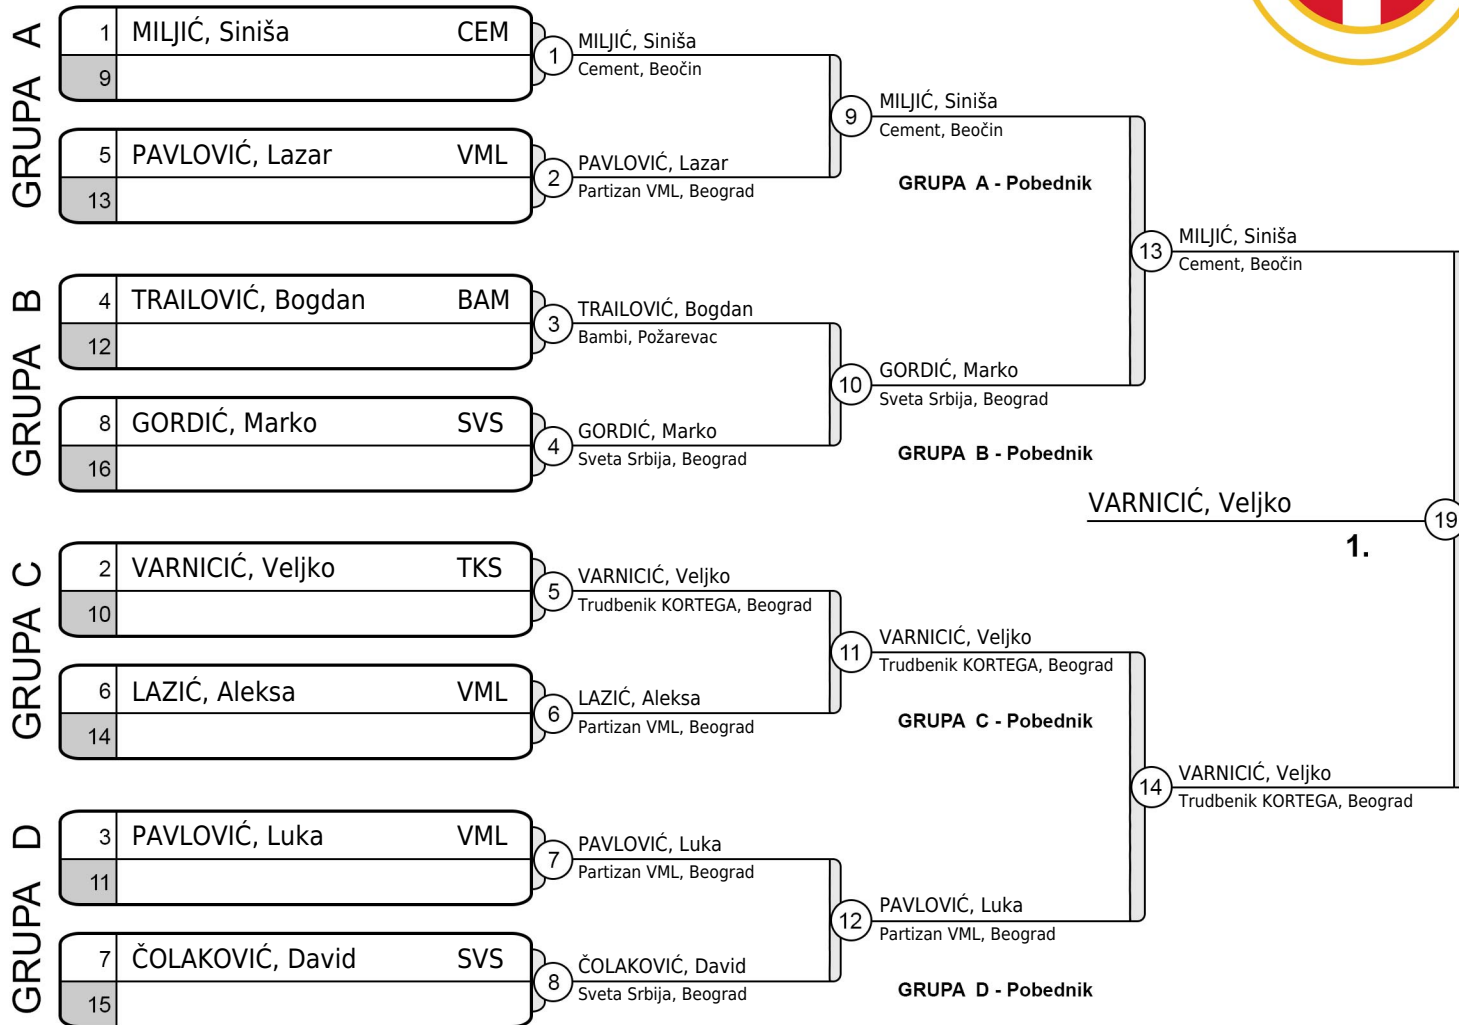 GRUPA A
1 MILJIĆ, Siniša CEM
9
1
MILJIĆ, Siniša
Cement, Beočin
5 PAVLOVIĆ, Lazar VML
13
2
PAVLOVIĆ, Lazar
Partizan VML, Beograd
9
MILJIĆ, Siniša
Cement, Beočin
GRUPA A - Pobednik
GRUPA B
4 TRAILOVIĆ, Bogdan BAM
12
3
TRAILOVIĆ, Bogdan
Bambi, Požarevac
8 GORDIĆ, Marko SVS
16
4
GORDIĆ, Marko
Sveta Srbija, Beograd
10
GORDIĆ, Marko
Sveta Srbija, Beograd
GRUPA B - Pobednik
13
MILJIĆ, Siniša
Cement, Beočin
VARNICIĆ, Veljko
19
1.
GRUPA C
2 VARNICIĆ, Veljko TKS
10
5
VARNICIĆ, Veljko
Trudbenik KORTEGA, Beograd
6 LAZIĆ, Aleksa VML
14
6
LAZIĆ, Aleksa
Partizan VML, Beograd
11
VARNICIĆ, Veljko
Trudbenik KORTEGA, Beograd
GRUPA C - Pobednik
GRUPA D
3 PAVLOVIĆ, Luka VML
11
7
PAVLOVIĆ, Luka
Partizan VML, Beograd
7 ČOLAKOVIĆ, David SVS
15
8
ČOLAKOVIĆ, David
Sveta Srbija, Beograd
12
PAVLOVIĆ, Luka
Partizan VML, Beograd
GRUPA D - Pobednik
14
VARNICIĆ, Veljko
Trudbenik KORTEGA, Beograd